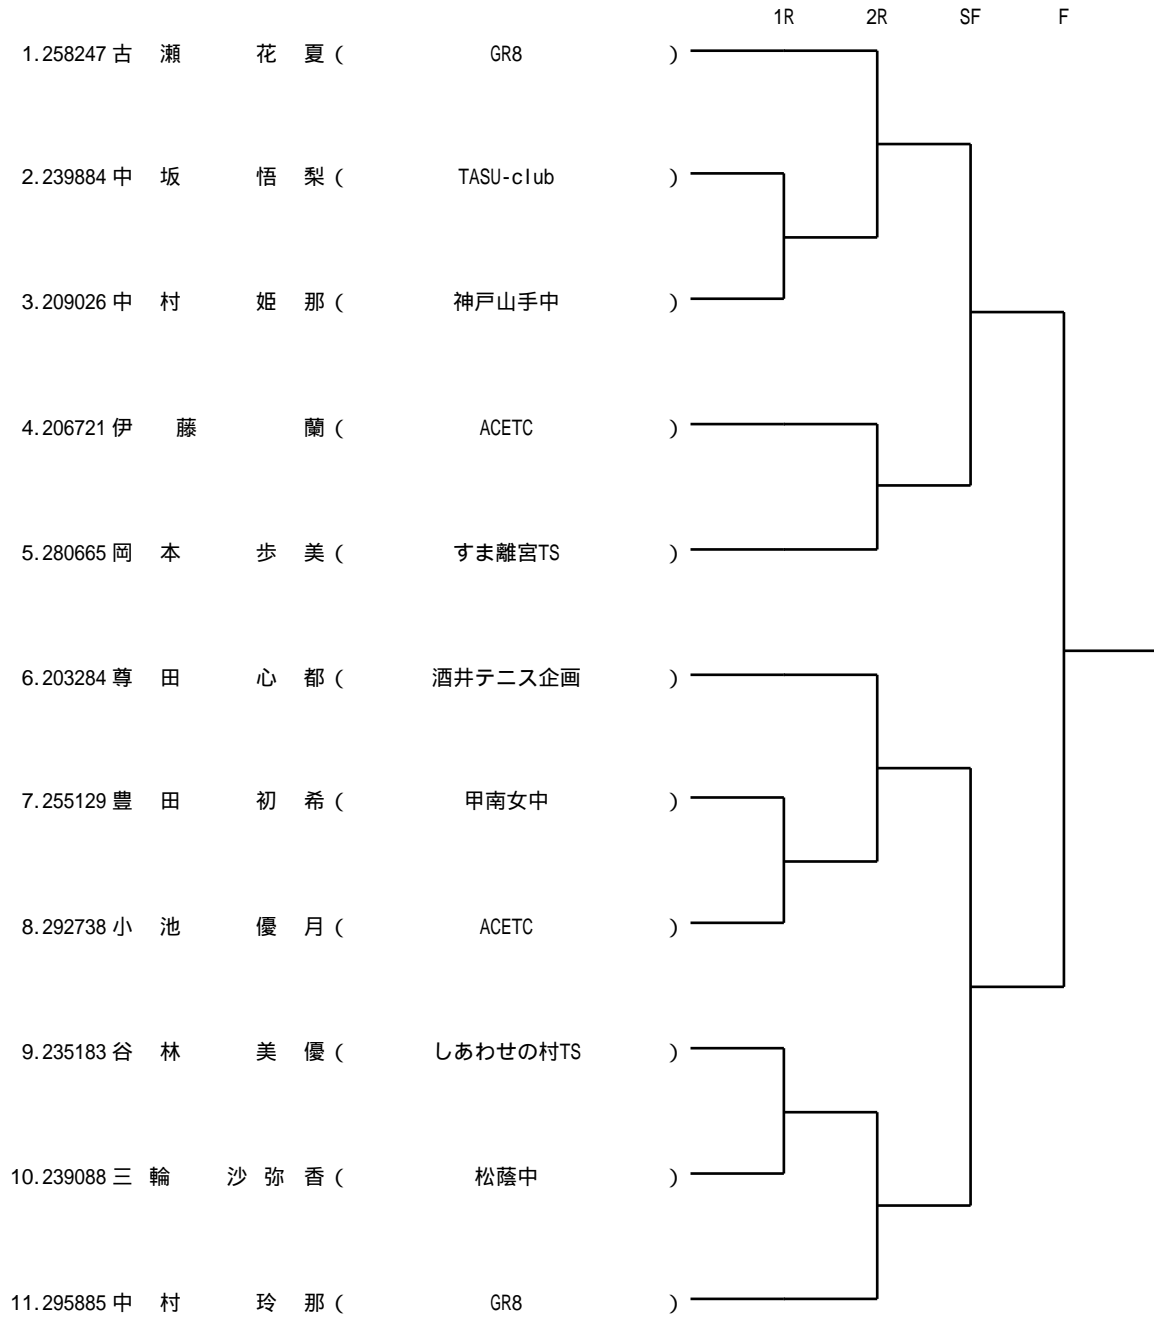 1R 2R SF F
1.258247 古 瀬 花 夏 ( GR8 )
2.239884 中 坂 悟 梨 ( TASU-club )
3.209026 中 村 姫 那 ( 神戸山手中 )
4.206721 伊 藤 蘭 ( ACETC )
5.280665 岡 本 歩 美 ( すま離宮TS )
6.203284 尊 田 心 都 ( 酒井テニス企画 )
7.255129 豊 田 初 希 ( 甲南女中 )
8.292738 小 池 優 月 ( ACETC )
9.235183 谷 林 美 優 ( しあわせの村TS )
10.239088 三 輪 沙 弥 香 ( 松蔭中 )
11.295885 中 村 玲 那 ( GR8 )